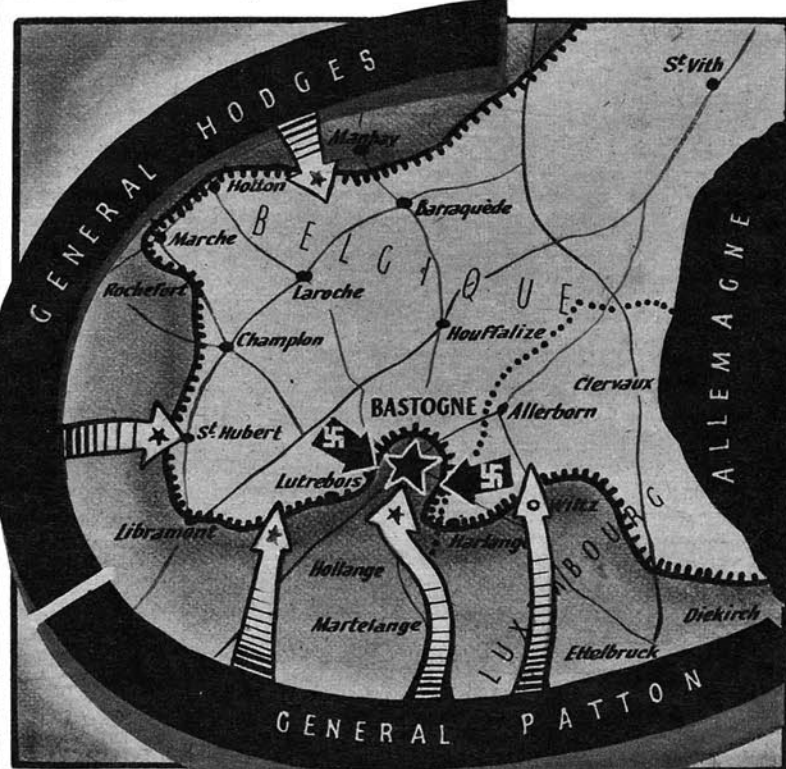 GENERAL HODGES
St. Vith
Manhay
Hotton
BELGIQUE
Barraquède
Marche
Rochefort
Laroche
Champlon
Houffalize
ALLEMAGNE
Clervaux
BASTOGNE
Allerborn
St. Hubert
Lutrebois
Wiltz
Libramont
Harlange
Hollange
LUXEMBOURG
Martelange
Diekirch
Ettelbruck
GENERAL PATTON